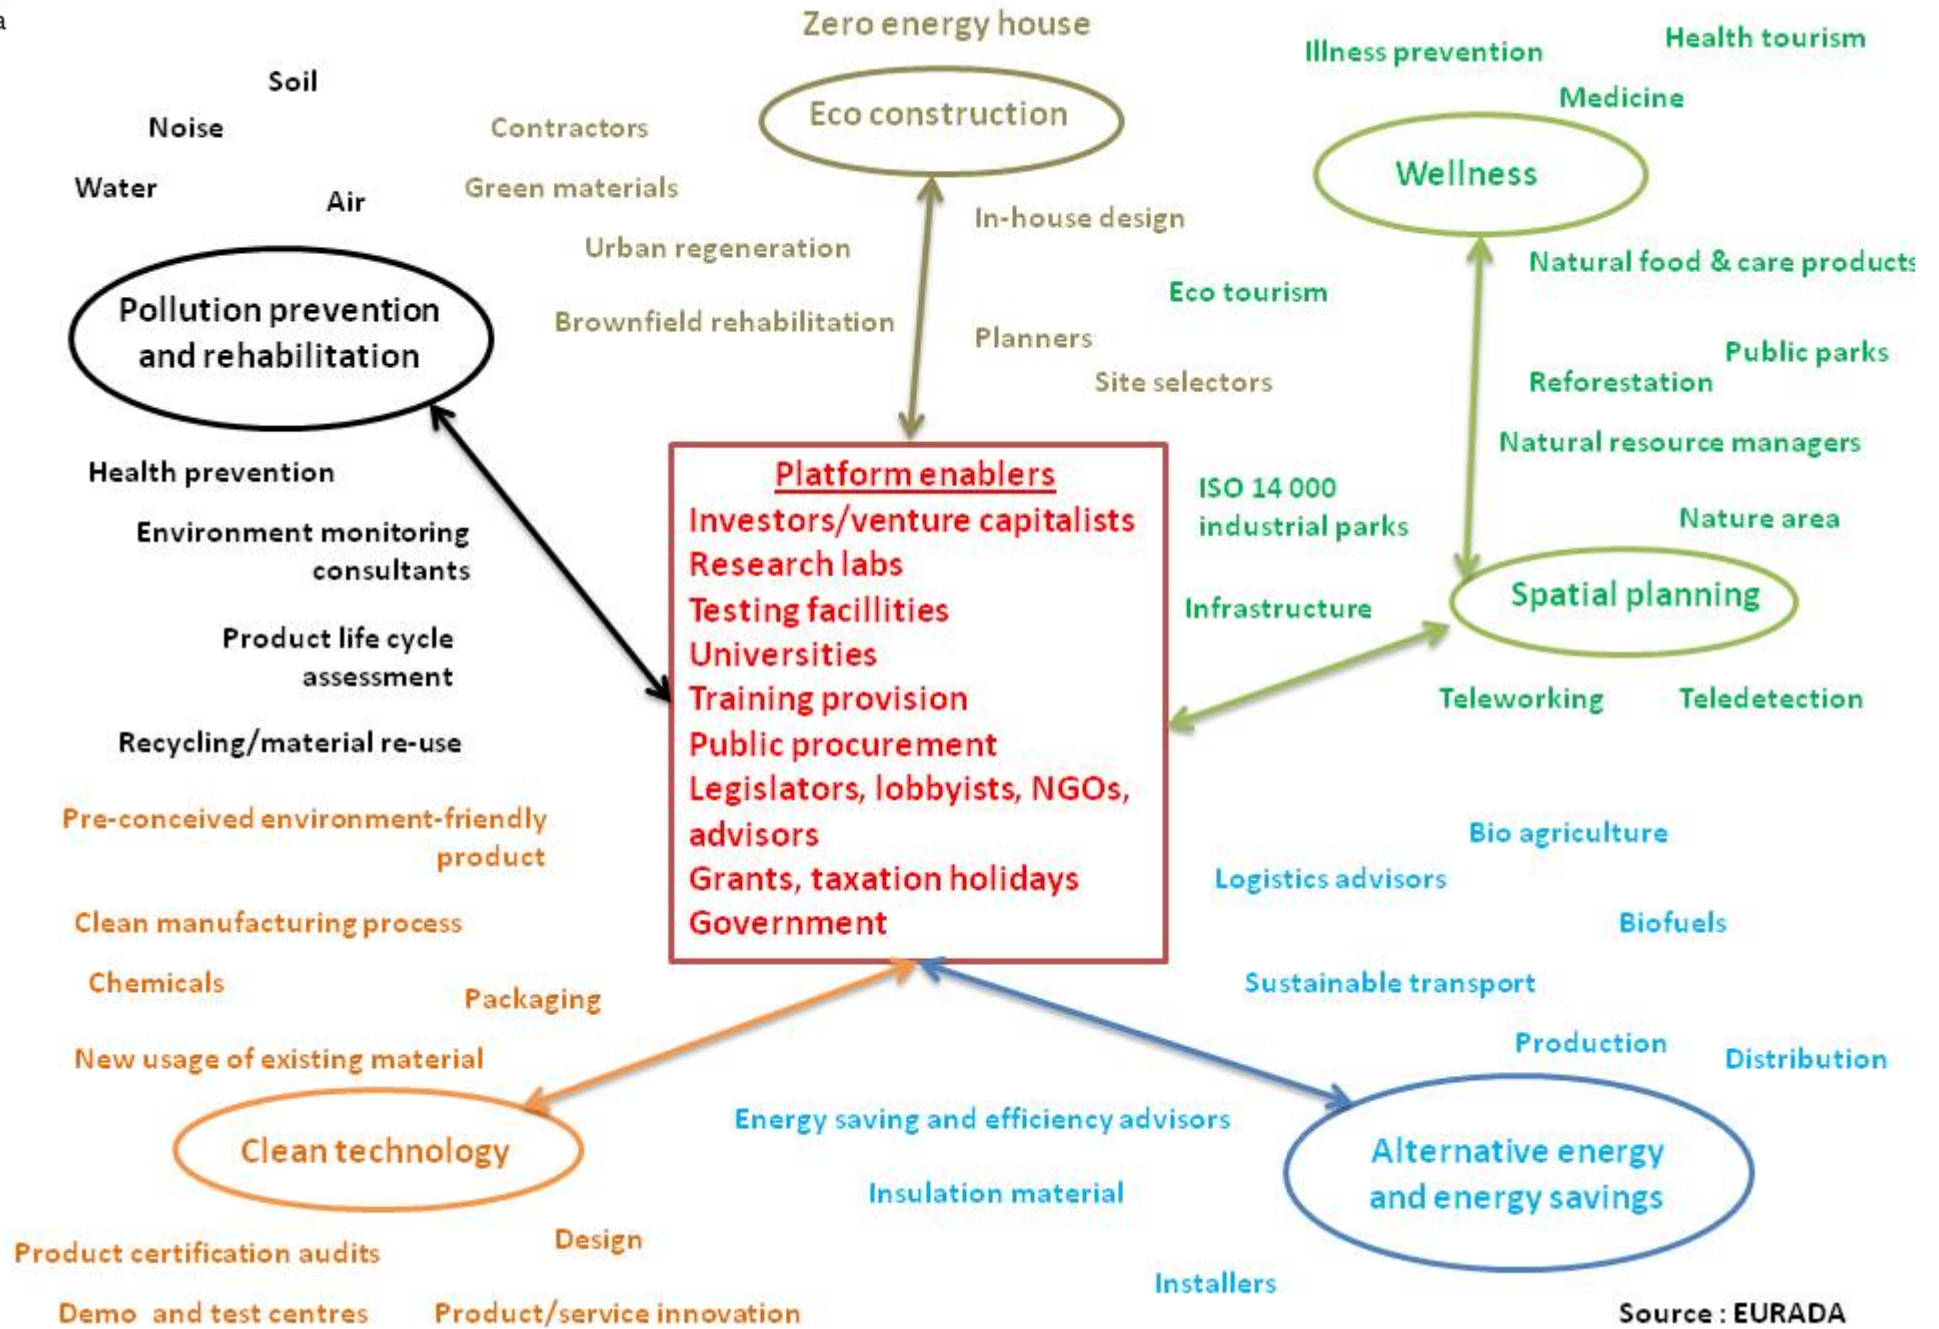 a
Zero energy house
Eco construction
Contractors
Green materials
Urban regeneration
Brownfield rehabilitation
In-house design
Planners
Site selectors
Soil
Noise
Water
Air
Pollution prevention
and rehabilitation
Health prevention
Environment monitoring
consultants
Product life cycle
assessment
Recycling/material re-use
Illness prevention
Health tourism
Medicine
Wellness
Natural food & care products
Eco tourism
Public parks
Reforestation
Natural resource managers
ISO 14 000
industrial parks
Nature area
Infrastructure
Spatial planning
Teleworking
Teledetection
Platform enablers
Investors/venture capitalists
Research labs
Testing facillities
Universities
Training provision
Public procurement
Legislators, lobbyists, NGOs,
advisors
Grants, taxation holidays
Government
Pre-conceived environment-friendly
product
Clean manufacturing process
Chemicals
Packaging
New usage of existing material
Clean technology
Product certification audits
Design
Demo and test centres
Product/service innovation
Bio agriculture
Logistics advisors
Biofuels
Sustainable transport
Production
Distribution
Energy saving and efficiency advisors
Alternative energy
and energy savings
Insulation material
Installers
Source : EURADA